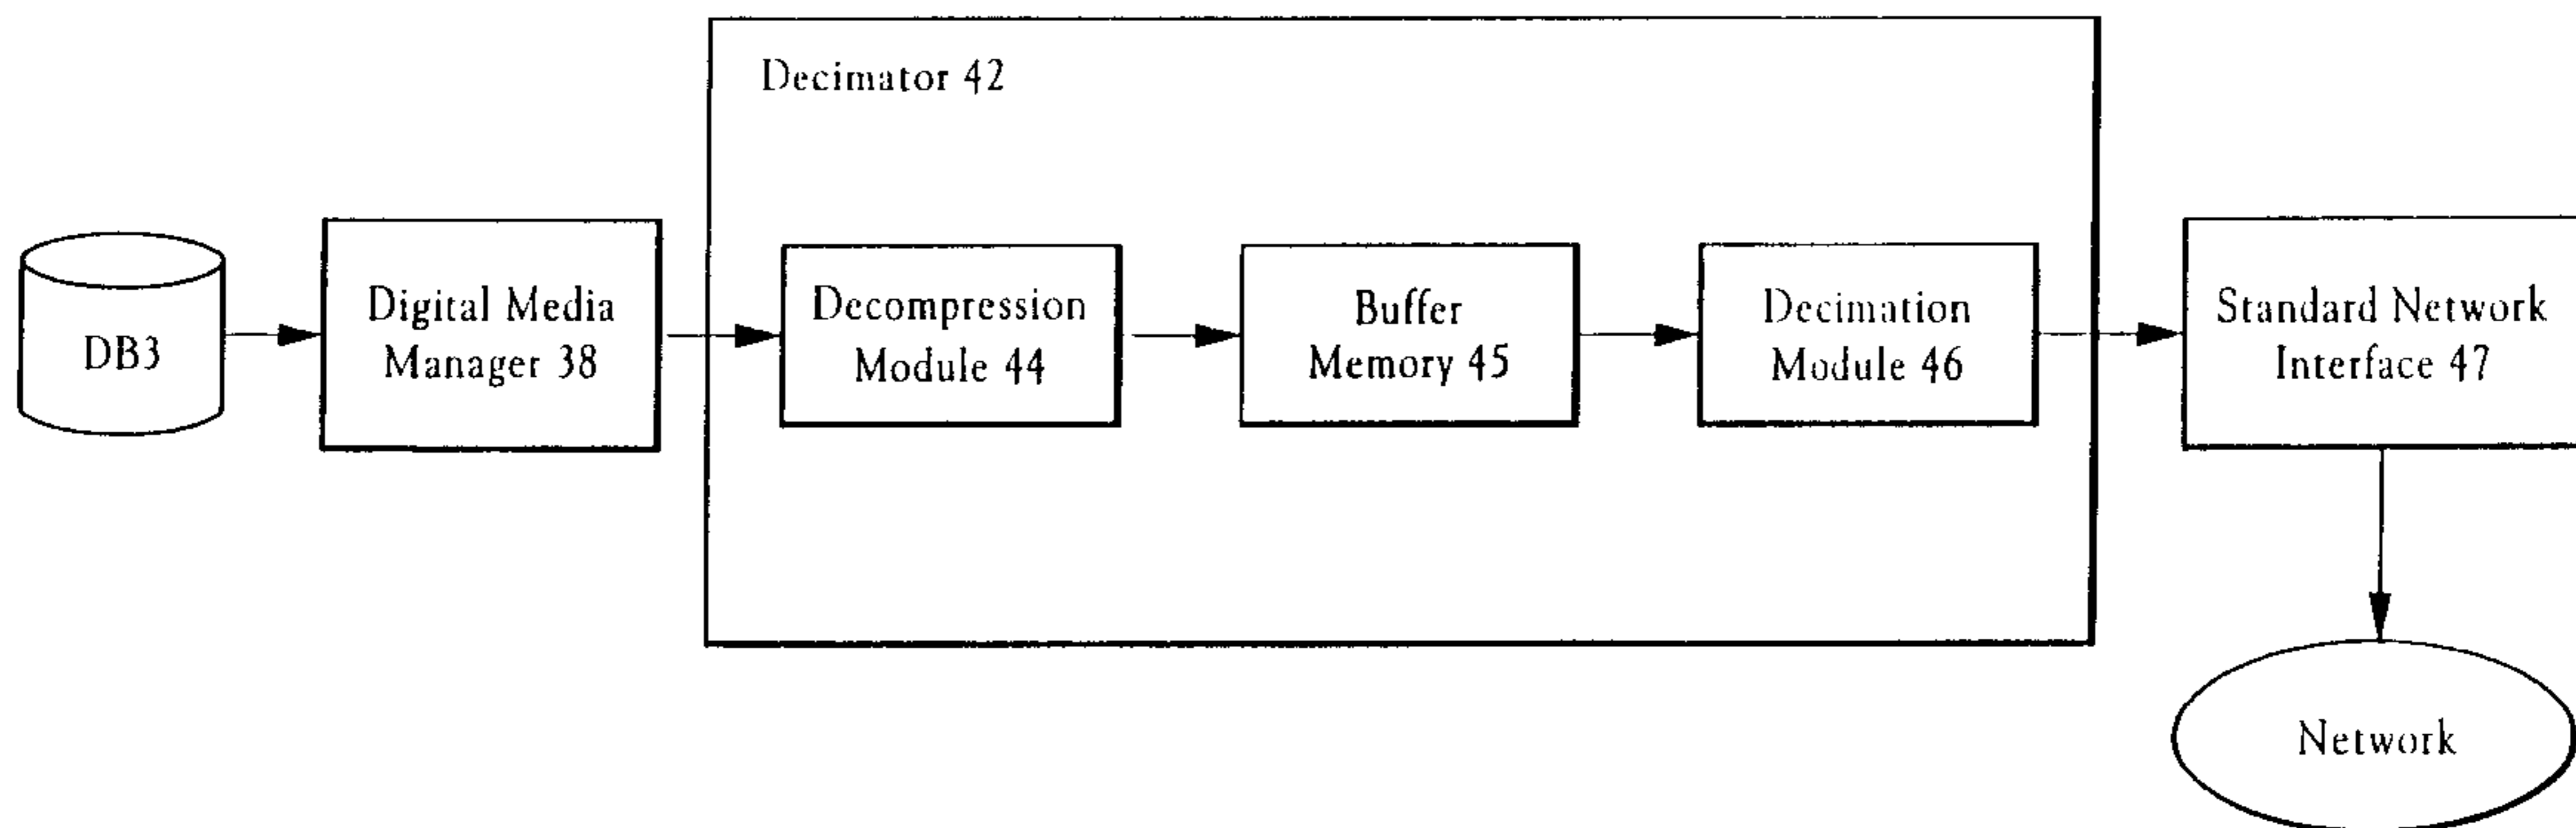 Decimator 42
DB3
Digital Media
Manager 38
Decompression
Module 44
Buffer
Memory 45
Decimation
Module 46
Standard Network
Interface 47
Network